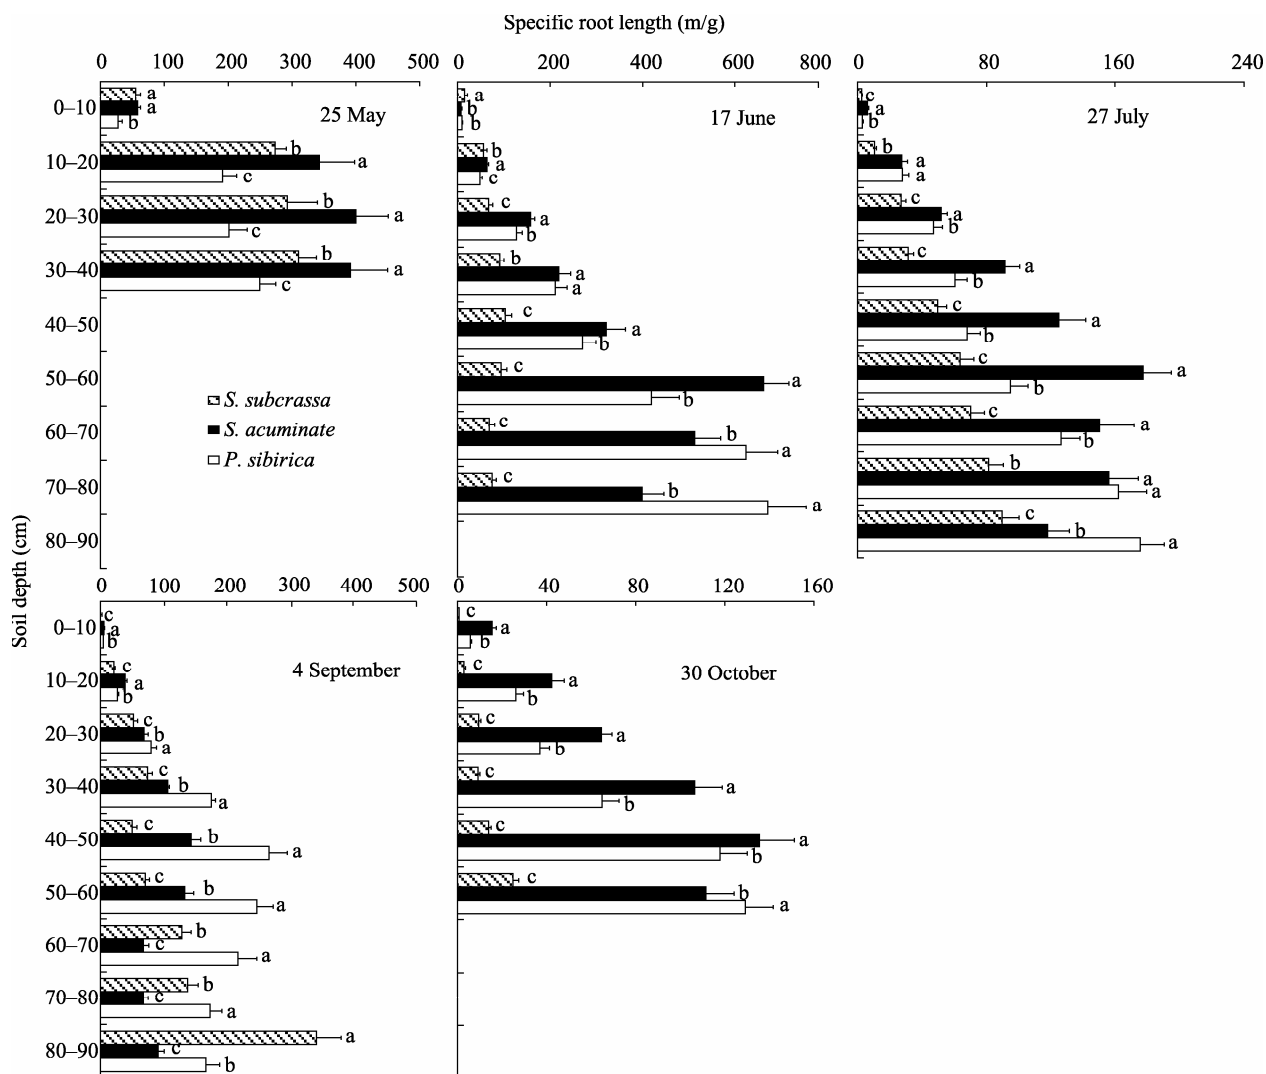 Specific root length (m/g)
0 100 200 300 400 500
0 200 400 600 800
0 80 160 240
25 May
17 June
27 July
0–10 a a b
a b b
c a b
10–20 b a c
b a c
b a a
20–30 b a c
c a b
c a b
30–40 b a c
b a a
c a b
40–50
c a b
c a b
50–60
c a b
c a b
60–70
c b a
c a b
70–80
c b a
b a a
80–90
c b a
S. subcrassa
S. acuminate
P. sibirica
Soil depth (cm)
0 100 200 300 400 500
0 40 80 120 160
4 September
30 October
0–10 c a b
c a b
10–20 c a b
c a b
20–30 c b a
c a b
30–40 c b a
c a b
40–50 c b a
c a b
50–60 c b a
c b a
60–70 b c a
70–80 b c a
80–90 a c b